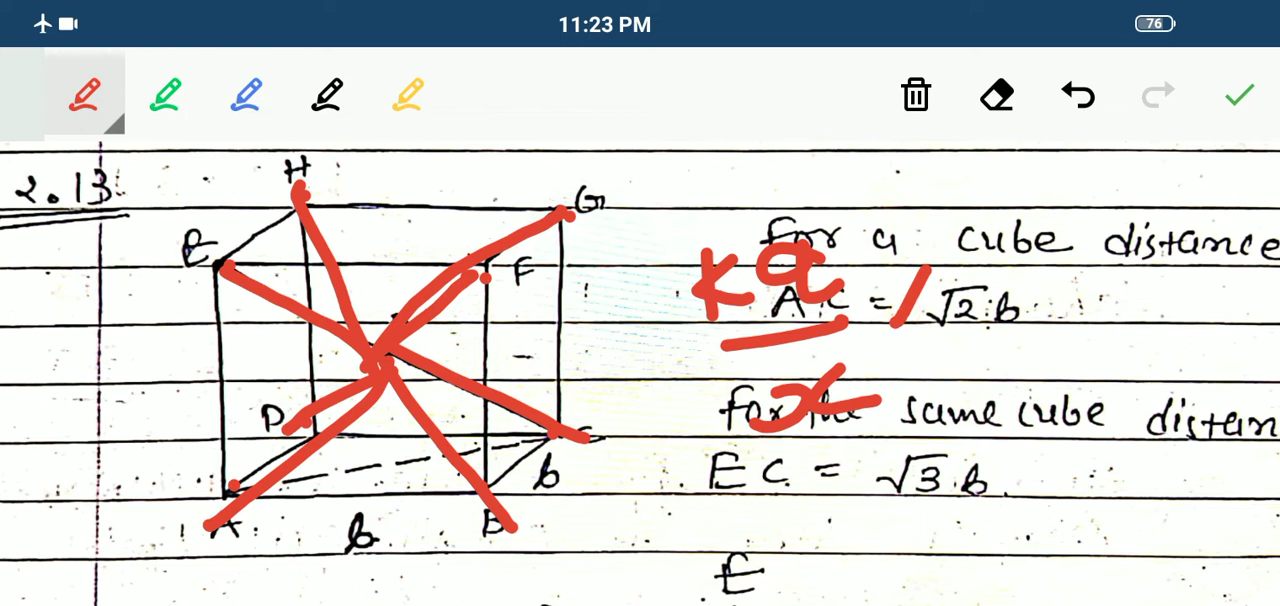 11:23 PM
76
2.13
H
G
E
F
For a cube distance
AC = √2.b
K a
For the same cube distan
x
D
C
EC = √3.b
b
A
b
B
E